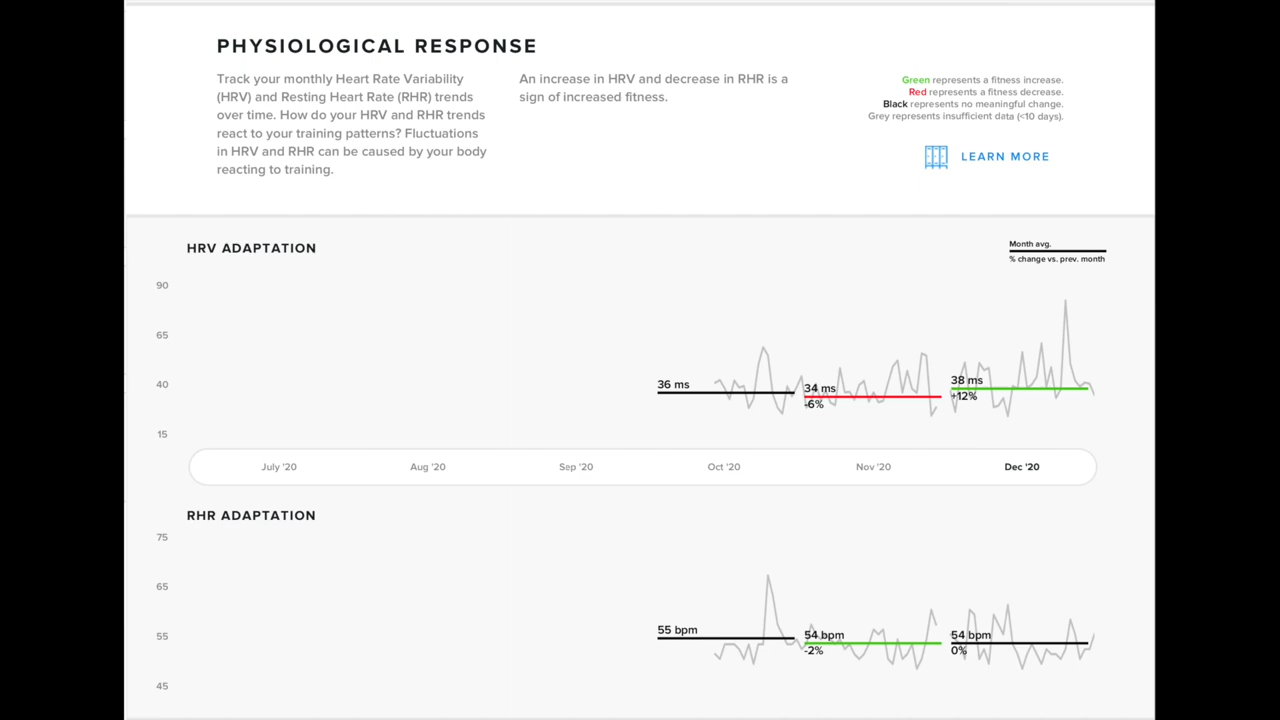 PHYSIOLOGICAL RESPONSE
Track your monthly Heart Rate Variability
(HRV) and Resting Heart Rate (RHR) trends
over time. How do your HRV and RHR trends
react to your training patterns? Fluctuations
in HRV and RHR can be caused by your body
reacting to training.
An increase in HRV and decrease in RHR is a
sign of increased fitness.
Green represents a fitness increase.
Red represents a fitness decrease.
Black represents no meaningful change.
Grey represents insufficient data (<10 days).
LEARN MORE
HRV ADAPTATION
Month avg.
% change vs. prev. month
90
65
40
15
36 ms
34 ms
-6%
38 ms
+12%
July '20
Aug '20
Sep '20
Oct '20
Nov '20
Dec '20
RHR ADAPTATION
75
65
55
45
55 bpm
54 bpm
-2%
54 bpm
0%